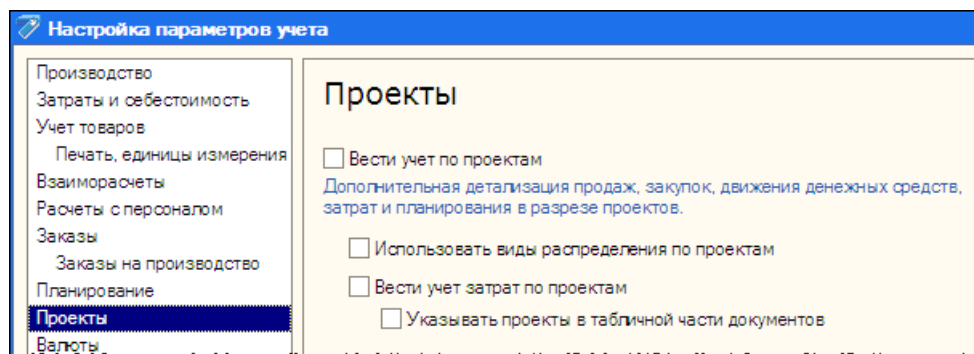 Настройка параметров учета
Производство
Затраты и себестоимость
Учет товаров
Печать, единицы измерения
Взаиморасчеты
Расчеты с персоналом
Заказы
Заказы на производство
Планирование
Проекты
Валюты
Проекты
Вести учет по проектам
Дополнительная детализация продаж, закупок, движения денежных средств,
затрат и планирования в разрезе проектов.
Использовать виды распределения по проектам
Вести учет затрат по проектам
Указывать проекты в табличной части документов